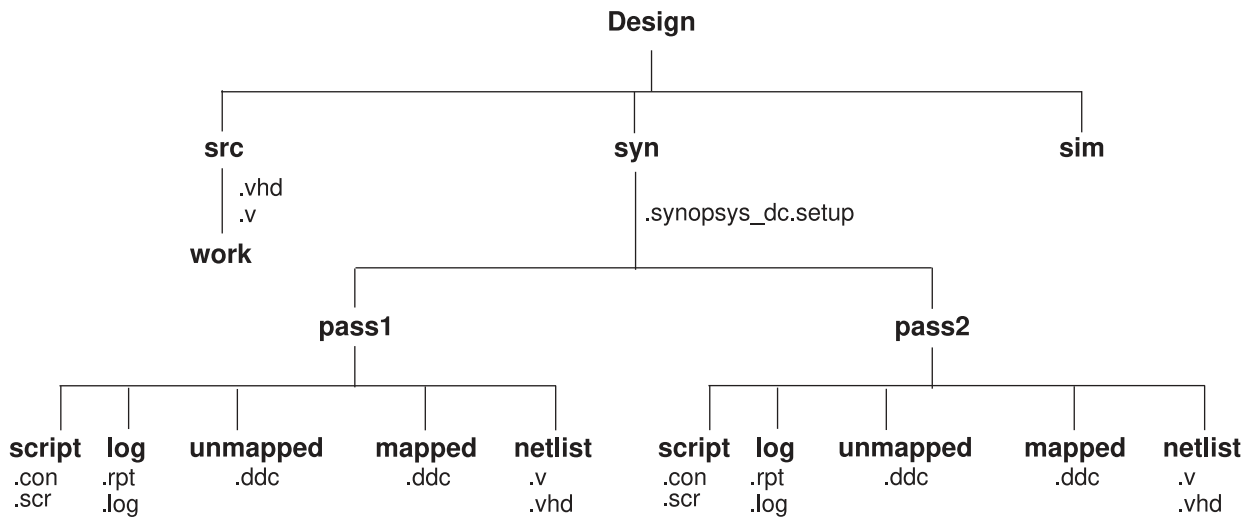 Design
src syn sim
.vhd
.v
.synopsys_dc.setup
work
pass1 pass2
script log unmapped mapped netlist script log unmapped mapped netlist
.con .rpt .ddc .ddc .v .con .rpt .ddc .ddc .v
.scr .log .vhd .scr .log .vhd